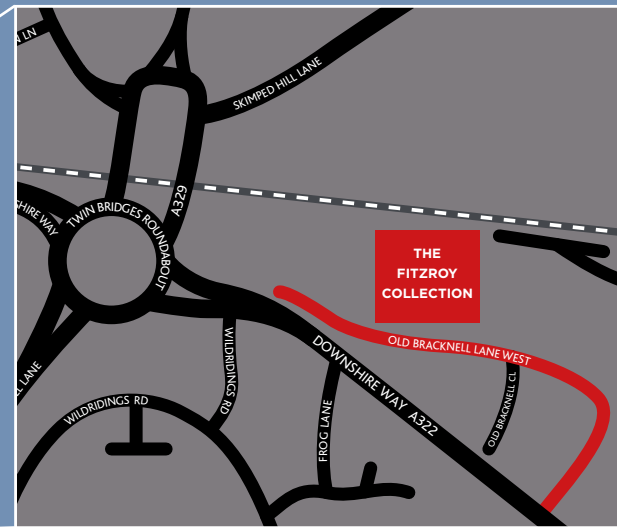 N LN
SKIMPED HILL LANE
A329
SHIRE WAY
TWIN BRIDGES ROUNDABOUT
THE
FITZROY
COLLECTION
OLD BRACKNELL LANE WEST
DOWNSHIRE WAY A322
WILDRIDINGS RD
OLD BRACKNELL CL
LL LANE
WILDRIDINGS RD
FROG LANE